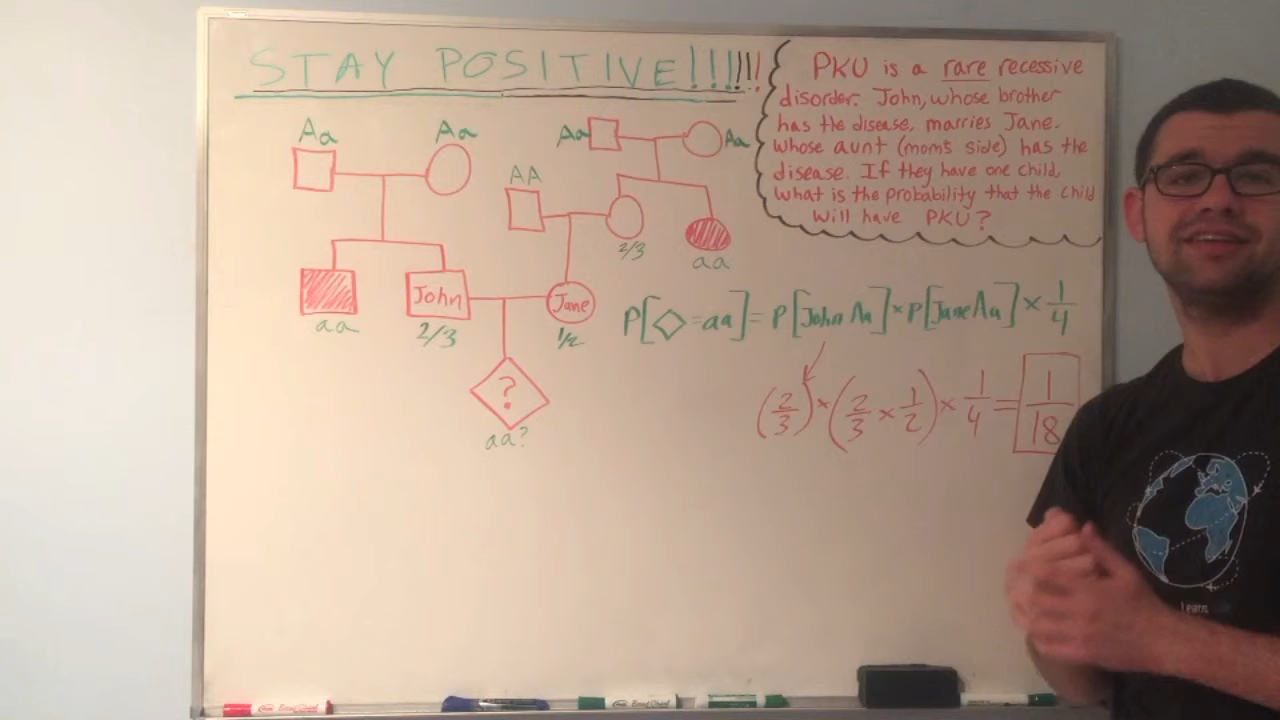 STAY POSITIVE!!!!!!!
PKU is a rare recessive
disorder. John, whose brother
has the disease, marries Jane.
whose aunt (mom's side) has the
disease. If they have one child,
what is the probability that the child
will have PKU?
Aa Aa
Aa Aa
AA
2/3
aa
John
Jane
aa
2/3
1/2
?
aa?
P[◇=aa]= P[John Aa]×P[Jane Aa]×1/4
(2/3)×(2/3×1/2)×1/4=1/18
Learn